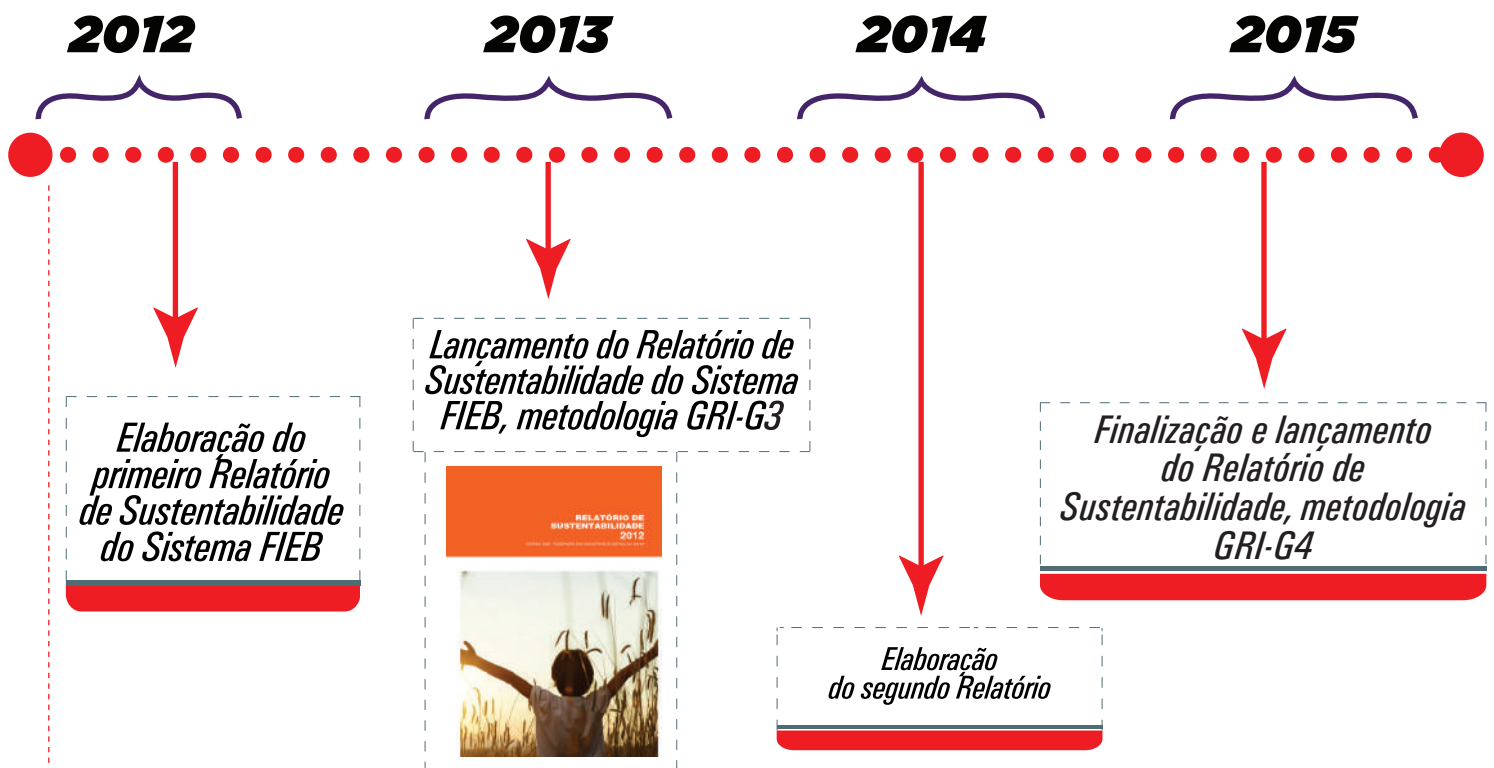 2012
2013
2014
2015
Elaboração do
primeiro Relatório
de Sustentabilidade
do Sistema FIEB
Lançamento do Relatório de
Sustentabilidade do Sistema
FIEB, metodologia GRI-G3
RELATÓRIO DE
SUSTENTABILIDADE
2012
Elaboração
do segundo Relatório
Finalização e lançamento
do Relatório de
Sustentabilidade, metodologia
GRI-G4